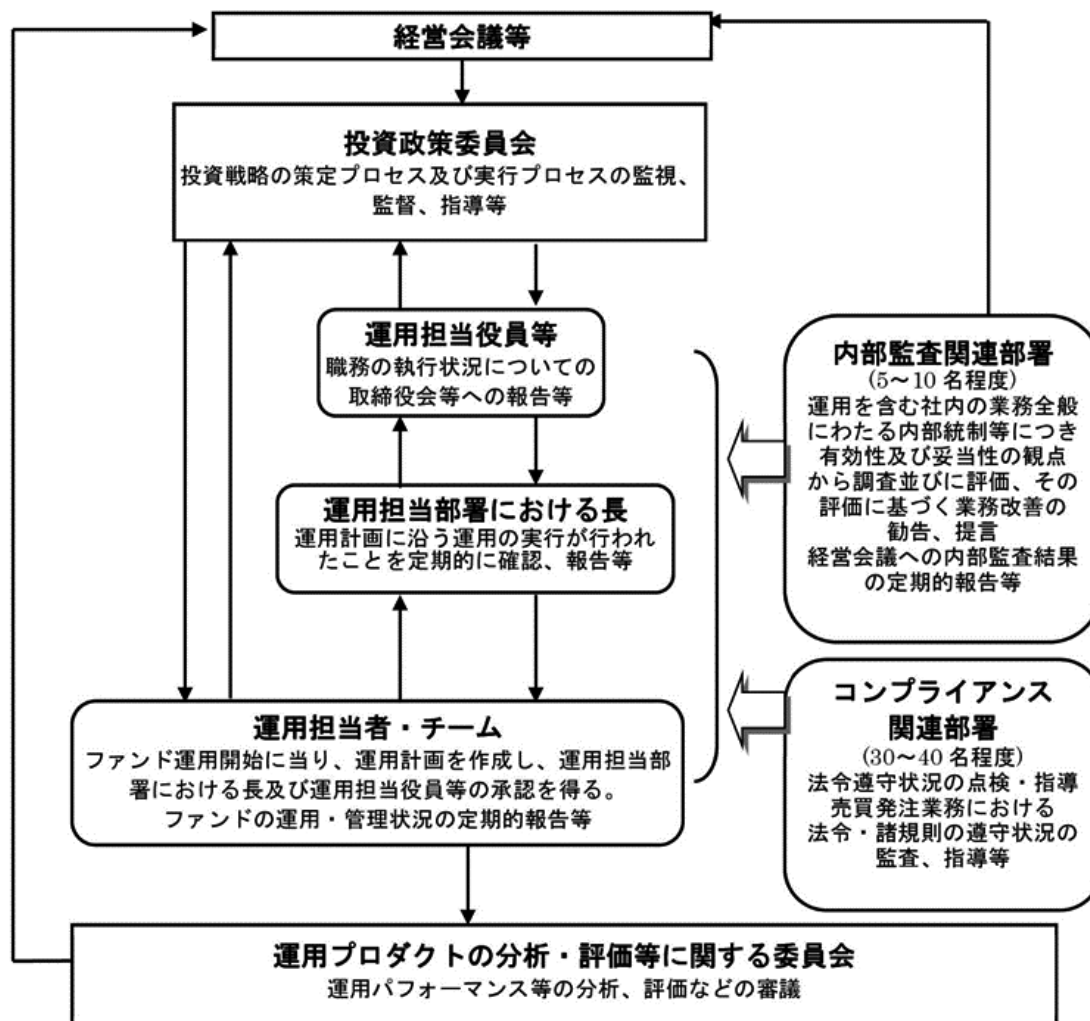 経営会議等
投資政策委員会
投資戦略の策定プロセス及び実行プロセスの監視、
監督、指導等
運用担当役員等
職務の執行状況についての
取締役会等への報告等
運用担当部署における長
運用計画に沿う運用の実行が行われ
たことを定期的に確認、報告等
運用担当者・チーム
ファンド運用開始に当り、運用計画を作成し、運用担当部
署における長及び運用担当役員等の承認を得る。
ファンドの運用・管理状況の定期的報告等
内部監査関連部署
(5～10 名程度)
運用を含む社内の業務全般
にわたる内部統制等につき
有効性及び妥当性の観点
から調査並びに評価、その
評価に基づく業務改善の
勧告、提言
経営会議への内部監査結果
の定期的報告等
コンプライアンス
関連部署
(30～40 名程度)
法令遵守状況の点検・指導
売買発注業務における
法令・諸規則の遵守状況の
監査、指導等
運用プロダクトの分析・評価等に関する委員会
運用パフォーマンス等の分析、評価などの審議